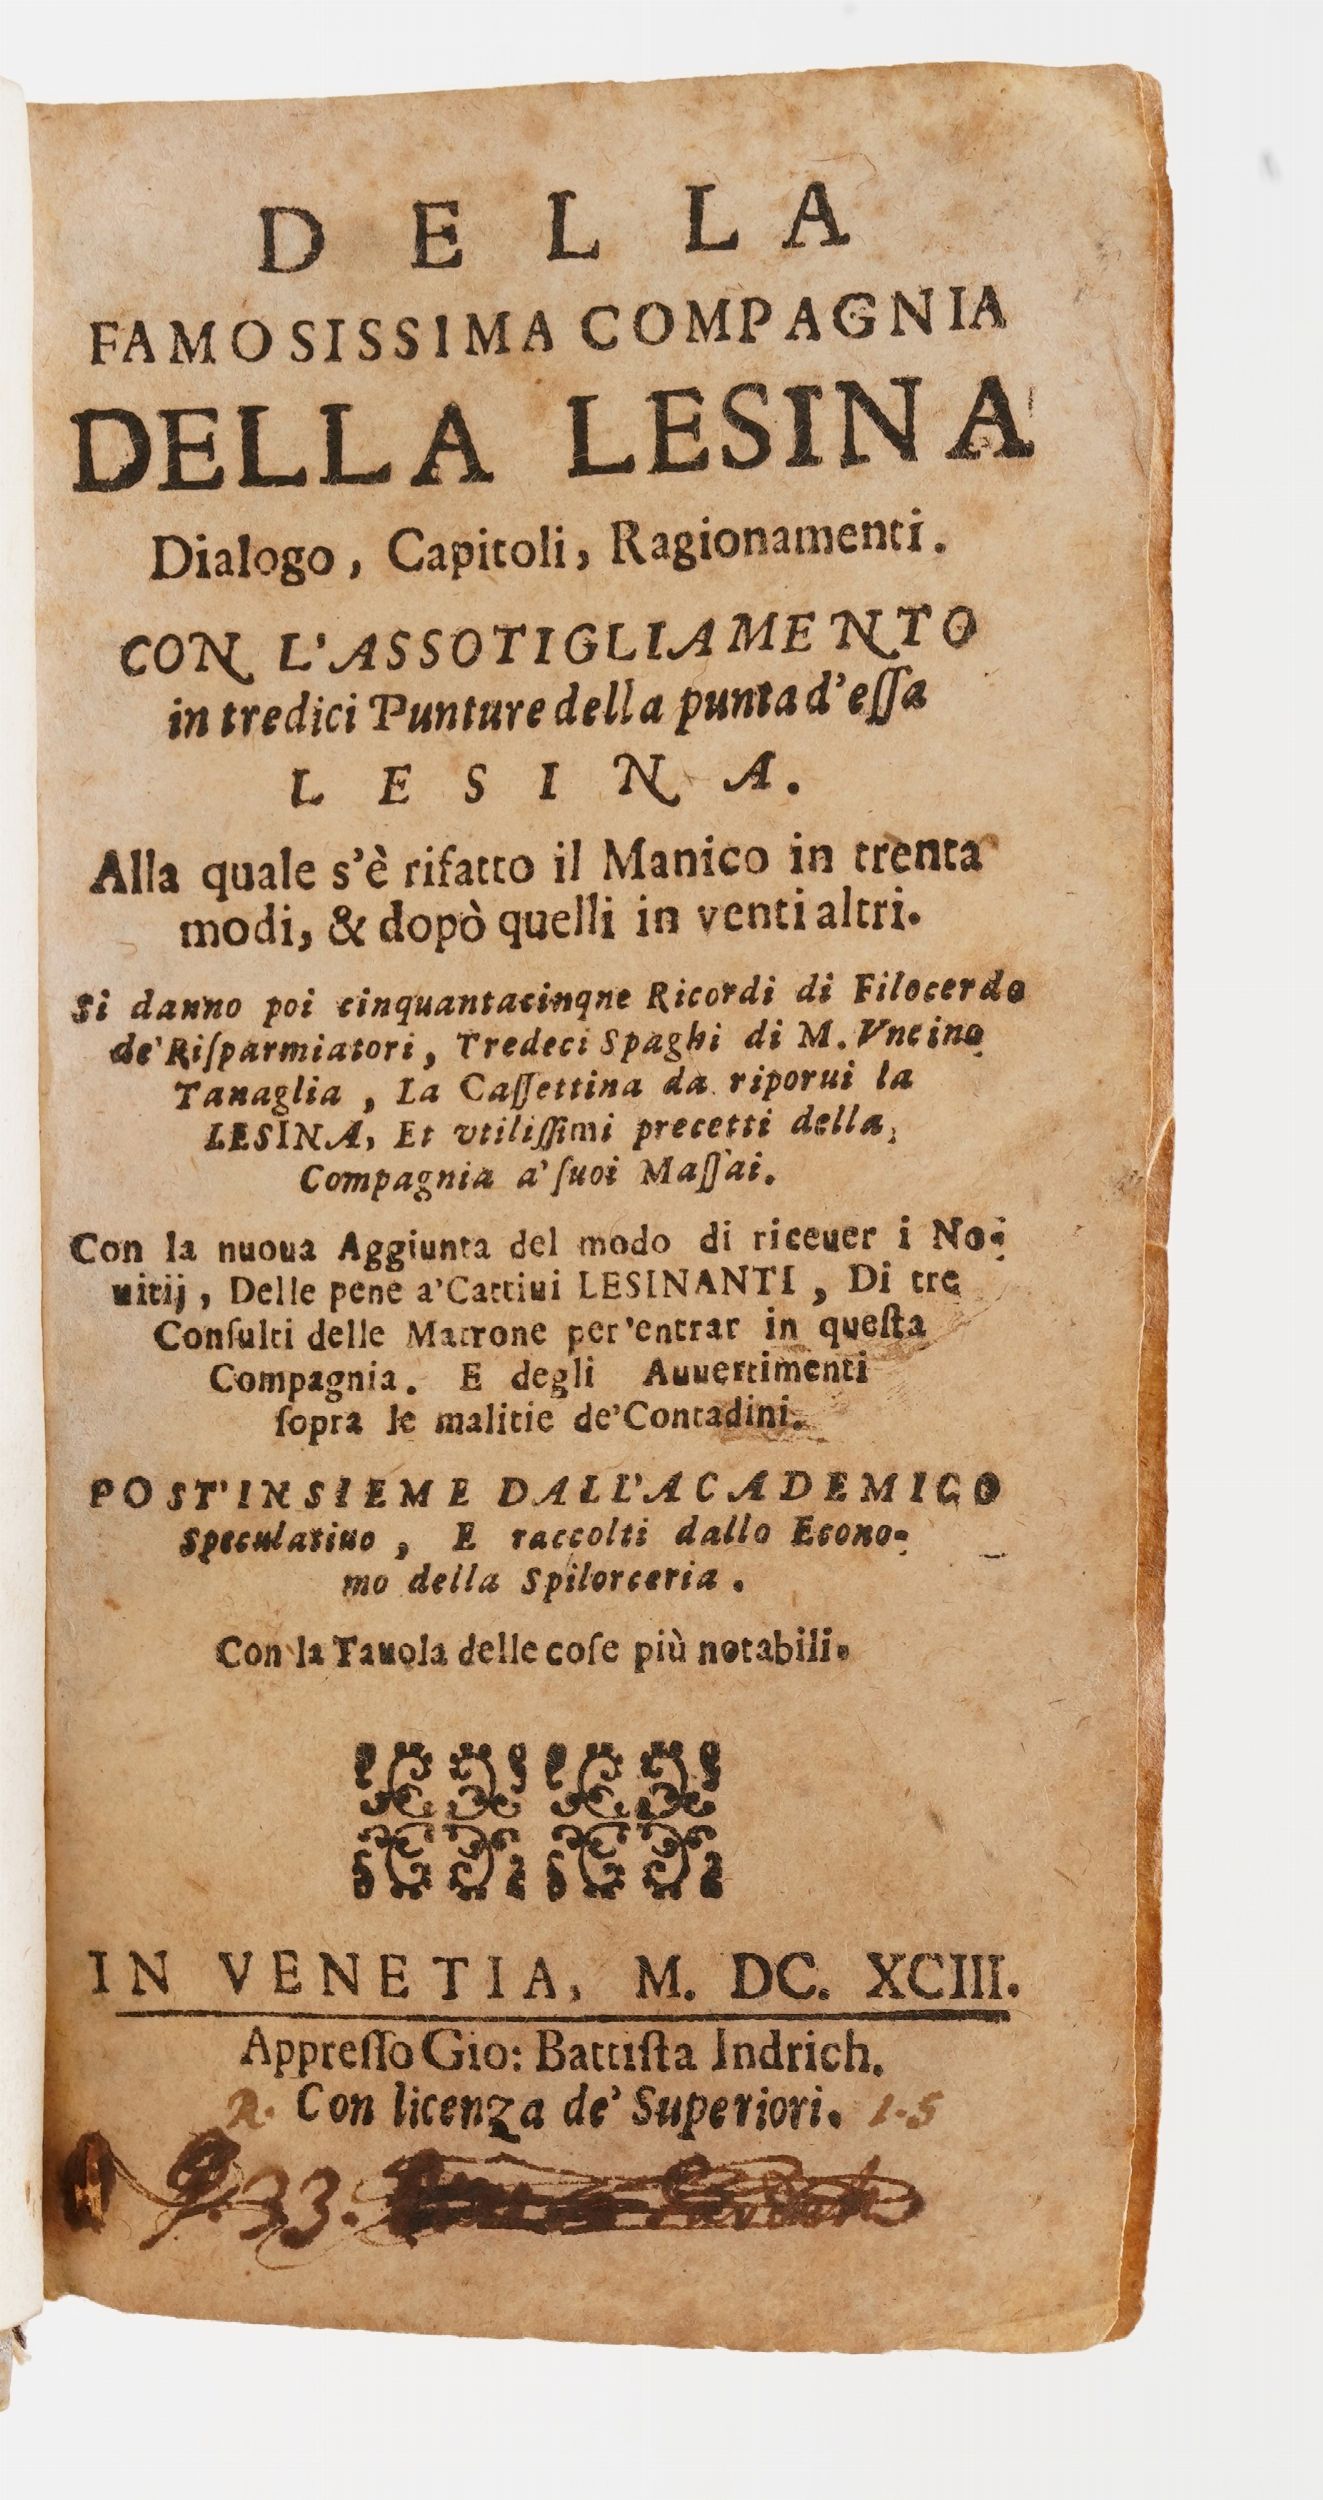 DELLA
FAMOSISSIMA COMPAGNIA
DELLA LESINA
Dialogo, Capitoli, Ragionamenti.
CON L'ASSOTIGLIAMENTO
in tredici Punture della punta d'eſſa
LESINA.
Alla quale s'è rifatto il Manico in trenta
modi, & dopò quelli in venti altri.
Si danno poi cinquantacinqne Ricordi di Filocerdo
de' Riſparmiatori, Tredeci Spaghi di M. Vncino
Tanaglia, La Caſſettina da riporui la
LESINA, Et vtiliſſimi precetti della
Compagnia a' ſuoi Maſſai.
Con la nuoua Aggiunta del modo di riceuer i No-
uitij, Delle pene a' Cattiui LESINANTI, Di tre
Conſulti delle Matrone per'entrar in queſta
Compagnia. E degli Auuertimenti
ſopra le malitie de' Contadini.
POST'INSIEME DALL'ACADEMICO
Speculatiuo, E raccolti dallo Econo-
mo della Spilorceria.
Con la Tauola delle coſe più notabili.
IN VENETIA, M. DC. XCIII.
Appreſſo Gio: Battiſta Indrich.
R. Con licenza de' Superiori. 1-5
33.